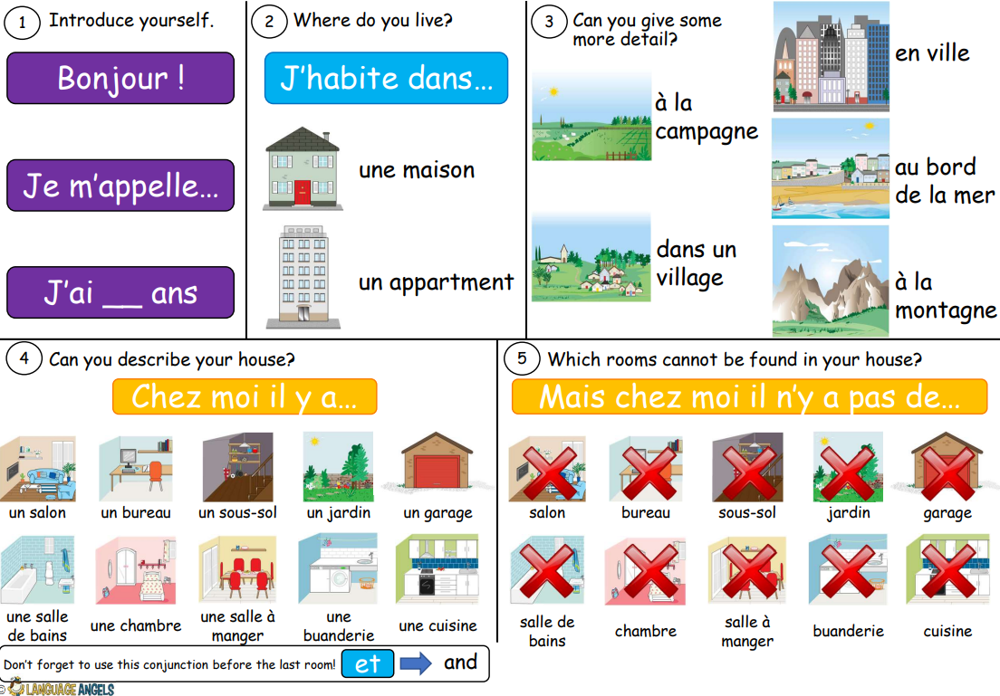 1 Introduce yourself.
Bonjour !
Je m’appelle…
J’ai ___ ans
2 Where do you live?
J’habite dans…
une maison
un appartment
3 Can you give some
more detail?
à la
campagne
dans un
village
en ville
au bord
de la mer
à la
montagne
4 Can you describe your house?
Chez moi il y a…
un salon
un bureau
un sous-sol
un jardin
un garage
une salle
de bains
une chambre
une salle à
manger
une
buanderie
une cuisine
Don’t forget to use this conjunction before the last room! et and
5 Which rooms cannot be found in your house?
Mais chez moi il n’y a pas de…
salon
bureau
sous-sol
jardin
garage
salle de
bains
chambre
salle à
manger
buanderie
cuisine
© LANGUAGE ANGELS